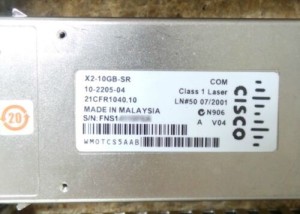 X2-10GB-SR COM
10-2205-04 Class 1 Laser
21CFR1040.10 LN#50 07/2001
MADE IN MALAYSIA N906
S/N: FNS1 A V04
WMOTCS5AAB
CISCO
20